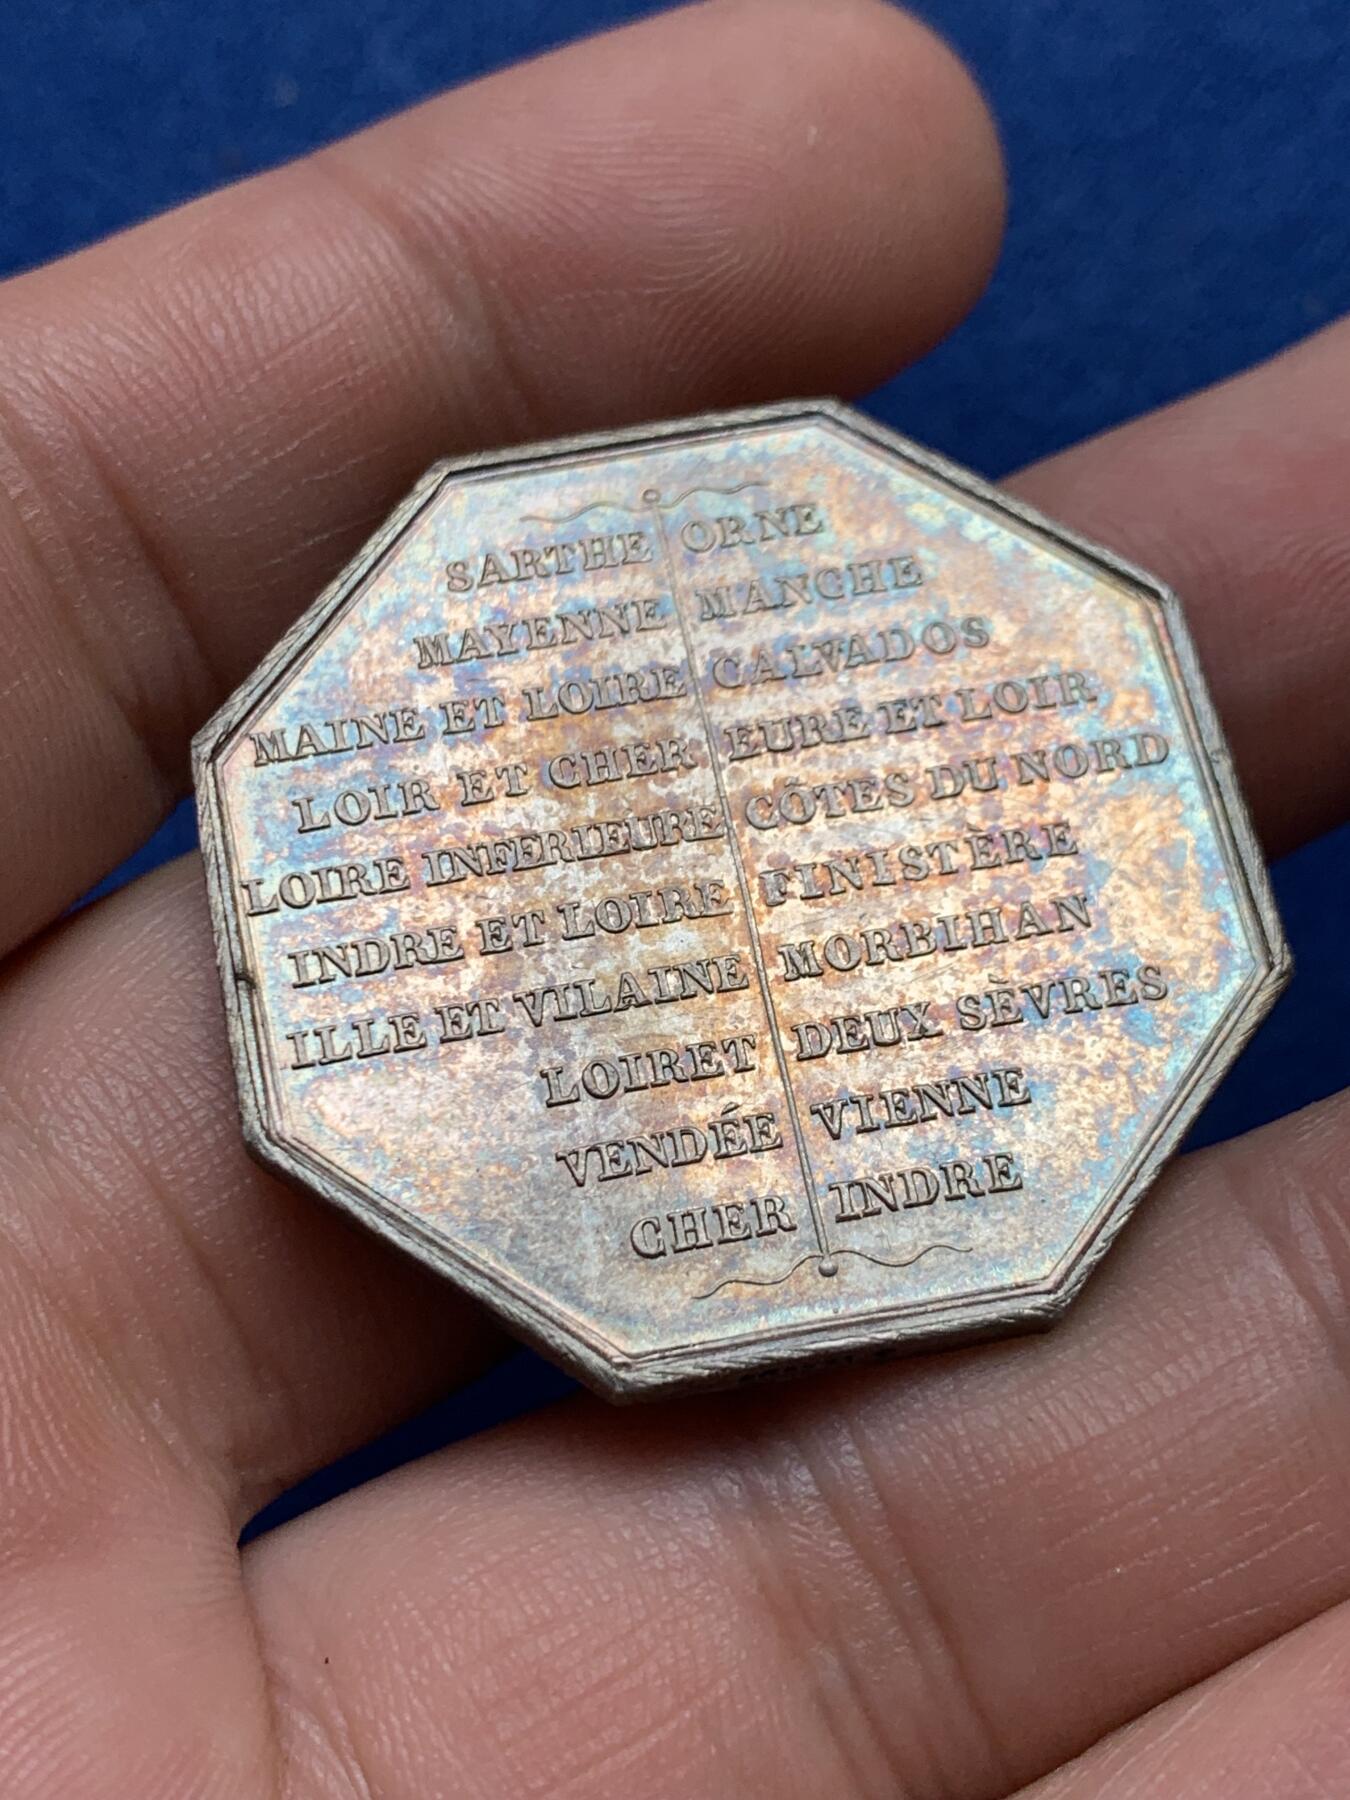 SARTHE ORNE
MAYENNE MANCHE
MAINE ET LOIRE CALVADOS
LOIR ET CHER EURE ET LOIR
LOIRE INFERIEURE CÔTES DU NORD
INDRE ET LOIRE FINISTÈRE
ILLE ET VILAINE MORBIHAN
LOIRET DEUX SÈVRES
VENDÉE VIENNE
CHER INDRE